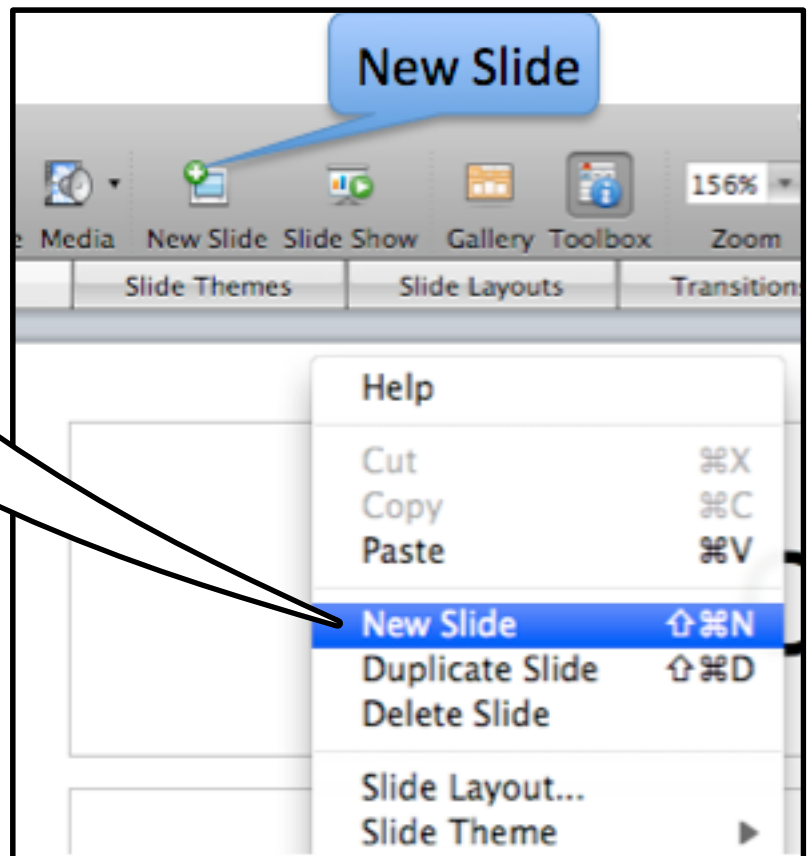 New Slide
156%
Media New Slide Slide Show Gallery Toolbox Zoom
Slide Themes Slide Layouts Transitions
Help
Cut ⌘X
Copy ⌘C
Paste ⌘V
New Slide ⇧⌘N
Duplicate Slide ⇧⌘D
Delete Slide
Slide Layout...
Slide Theme